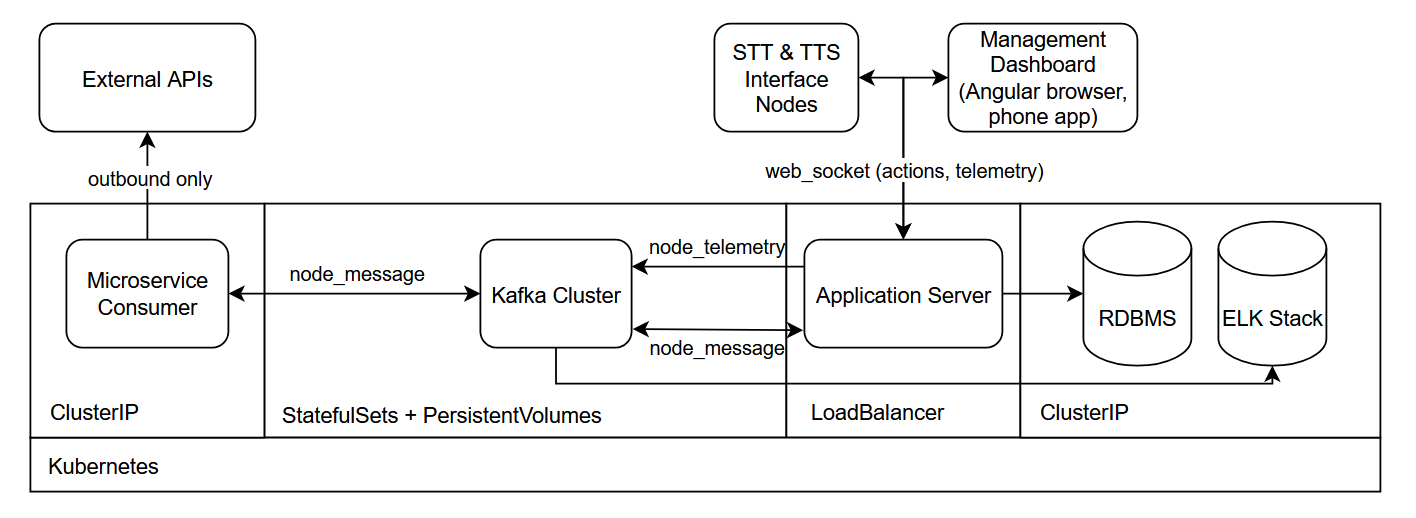 External APIs
STT & TTS
Interface
Nodes
Management
Dashboard
(Angular browser,
phone app)
outbound only
web_socket (actions, telemetry)
Microservice
Consumer
node_message
Kafka Cluster
node_telemetry
node_message
Application Server
RDBMS
ELK Stack
ClusterIP
StatefulSets + PersistentVolumes
LoadBalancer
ClusterIP
Kubernetes